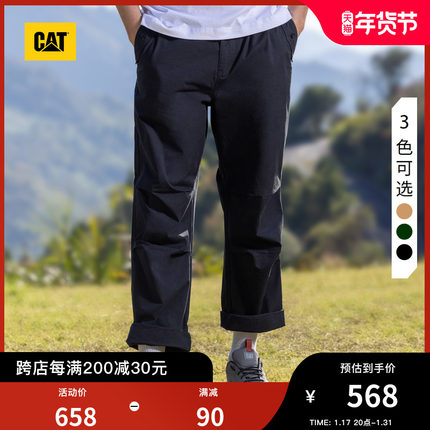 CAT
天猫 年货节
3色可选
跨店每满200减30元
活动价
658
-
满减
90
预估到手价
¥ 568
TIME: 1.17 20点-1.31